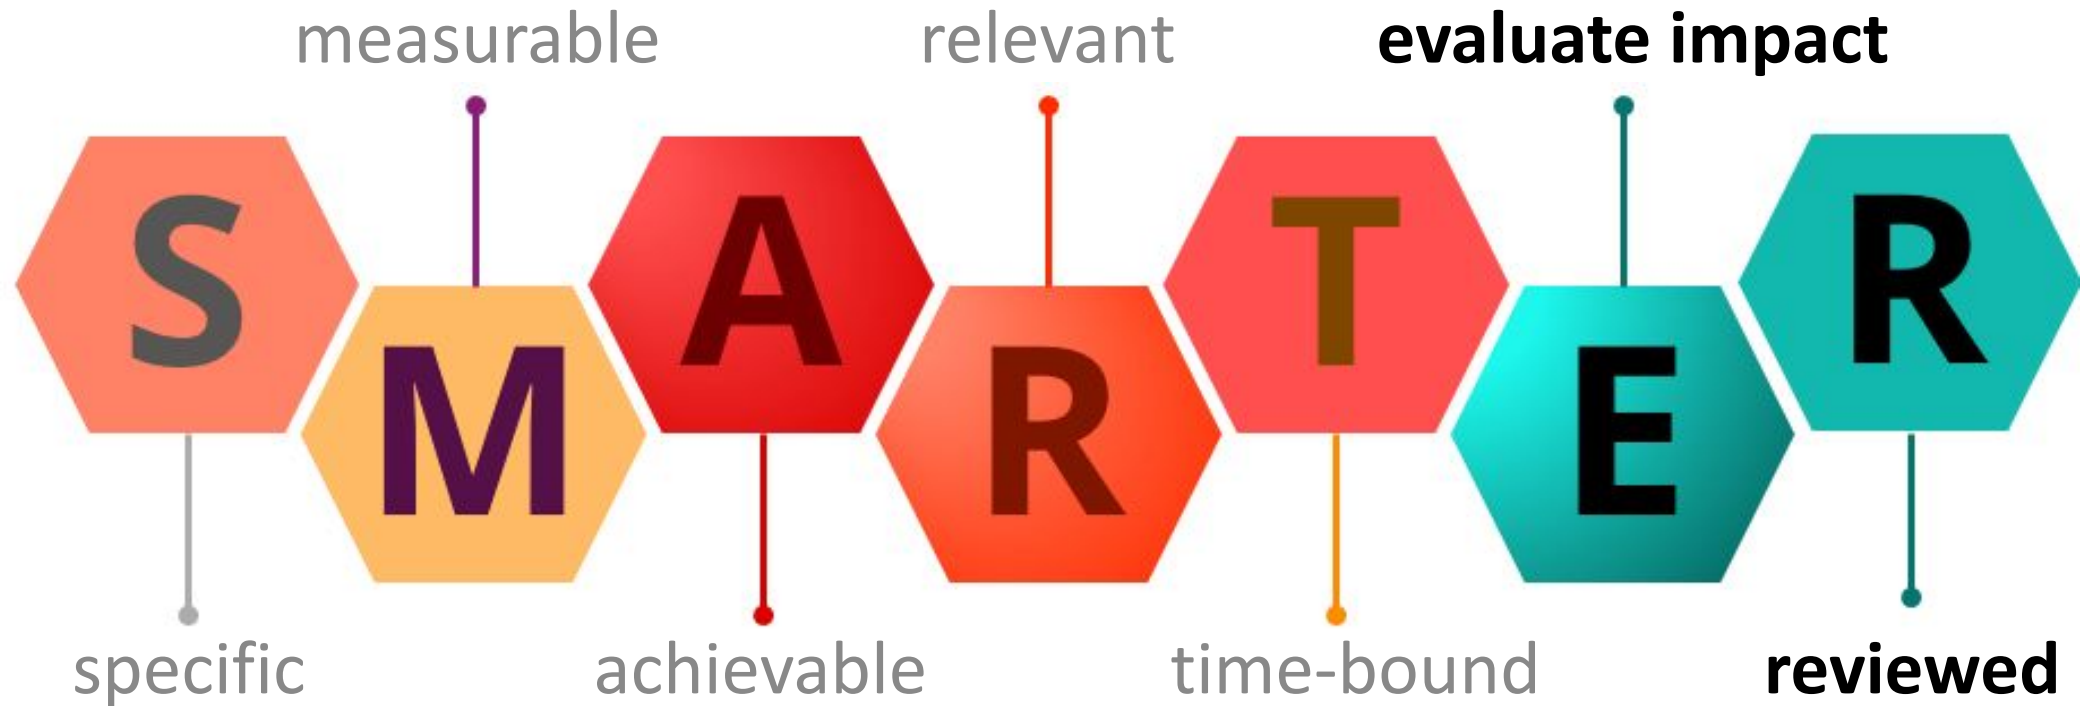 measurable relevant evaluate impact
S M A R T E R
specific achievable time-bound reviewed